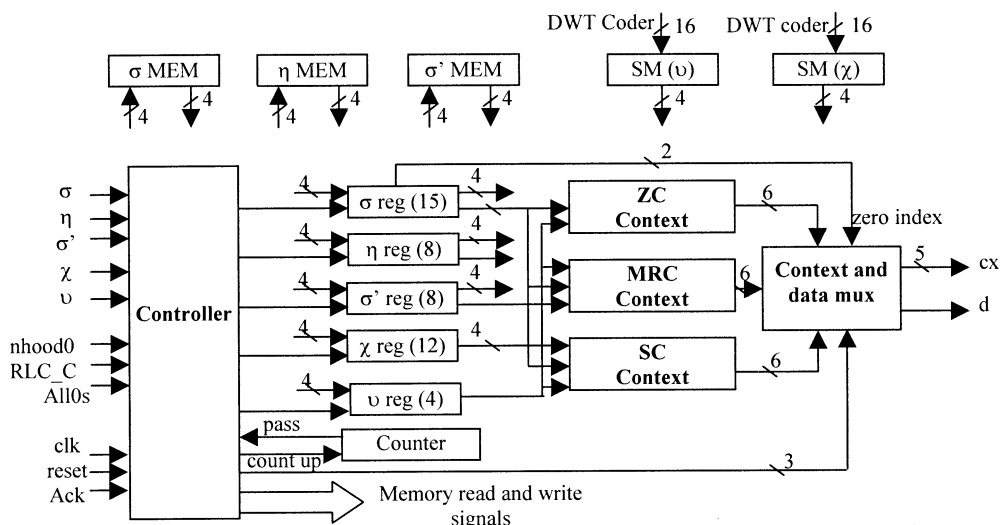 DWT Coder 16
DWT coder 16
σ MEM
η MEM
σ' MEM
SM (υ)
SM (χ)
4 4
4 4
4 4
4
4
2
σ
η
σ'
χ
υ
nhood0
RLC_C
All0s
clk
reset
Ack
Controller
4 σ reg (15) 4
4 η reg (8) 4
4 σ' reg (8) 4
4 χ reg (12) 4
4 υ reg (4)
pass
Counter
count up
Memory read and write
signals
ZC
Context
6
MRC
Context
6
SC
Context
6
zero index
Context and
data mux
5 cx
d
3